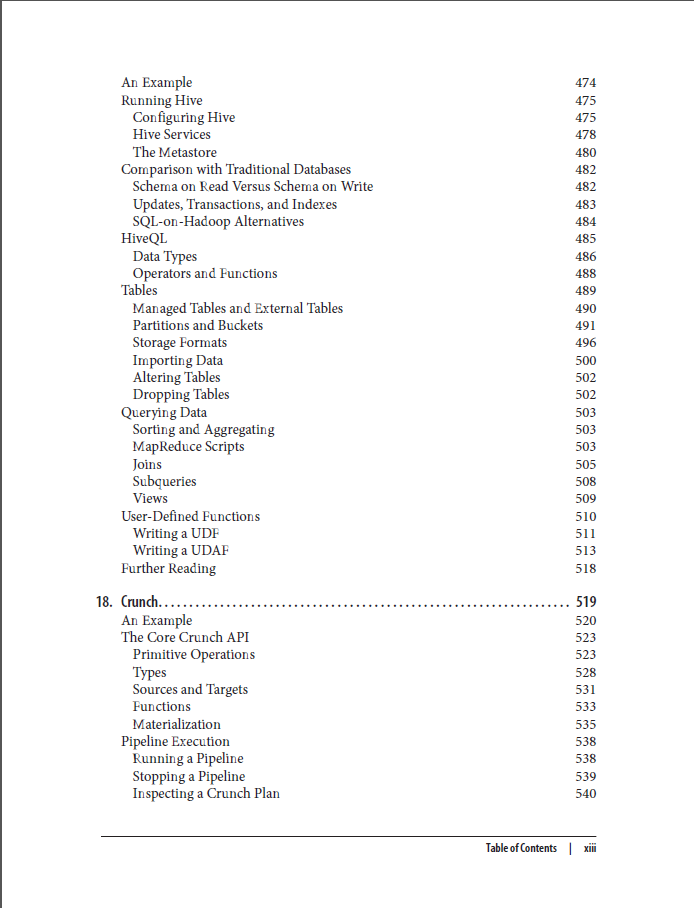 An Example 474
Running Hive 475
Configuring Hive 475
Hive Services 478
The Metastore 480
Comparison with Traditional Databases 482
Schema on Read Versus Schema on Write 482
Updates, Transactions, and Indexes 483
SQL-on-Hadoop Alternatives 484
HiveQL 485
Data Types 486
Operators and Functions 488
Tables 489
Managed Tables and External Tables 490
Partitions and Buckets 491
Storage Formats 496
Importing Data 500
Altering Tables 502
Dropping Tables 502
Querying Data 503
Sorting and Aggregating 503
MapReduce Scripts 503
Joins 505
Subqueries 508
Views 509
User-Defined Functions 510
Writing a UDF 511
Writing a UDAF 513
Further Reading 518
18. Crunch. . . . . . . . . . . . . . . . . . . . . . . . . . . . . . . . . . . . . . . . . . . . . . . . . . . . . . . . . . . . . . . . . . . . 519
An Example 520
The Core Crunch API 523
Primitive Operations 523
Types 528
Sources and Targets 531
Functions 533
Materialization 535
Pipeline Execution 538
Running a Pipeline 538
Stopping a Pipeline 539
Inspecting a Crunch Plan 540
Table of Contents | xiii